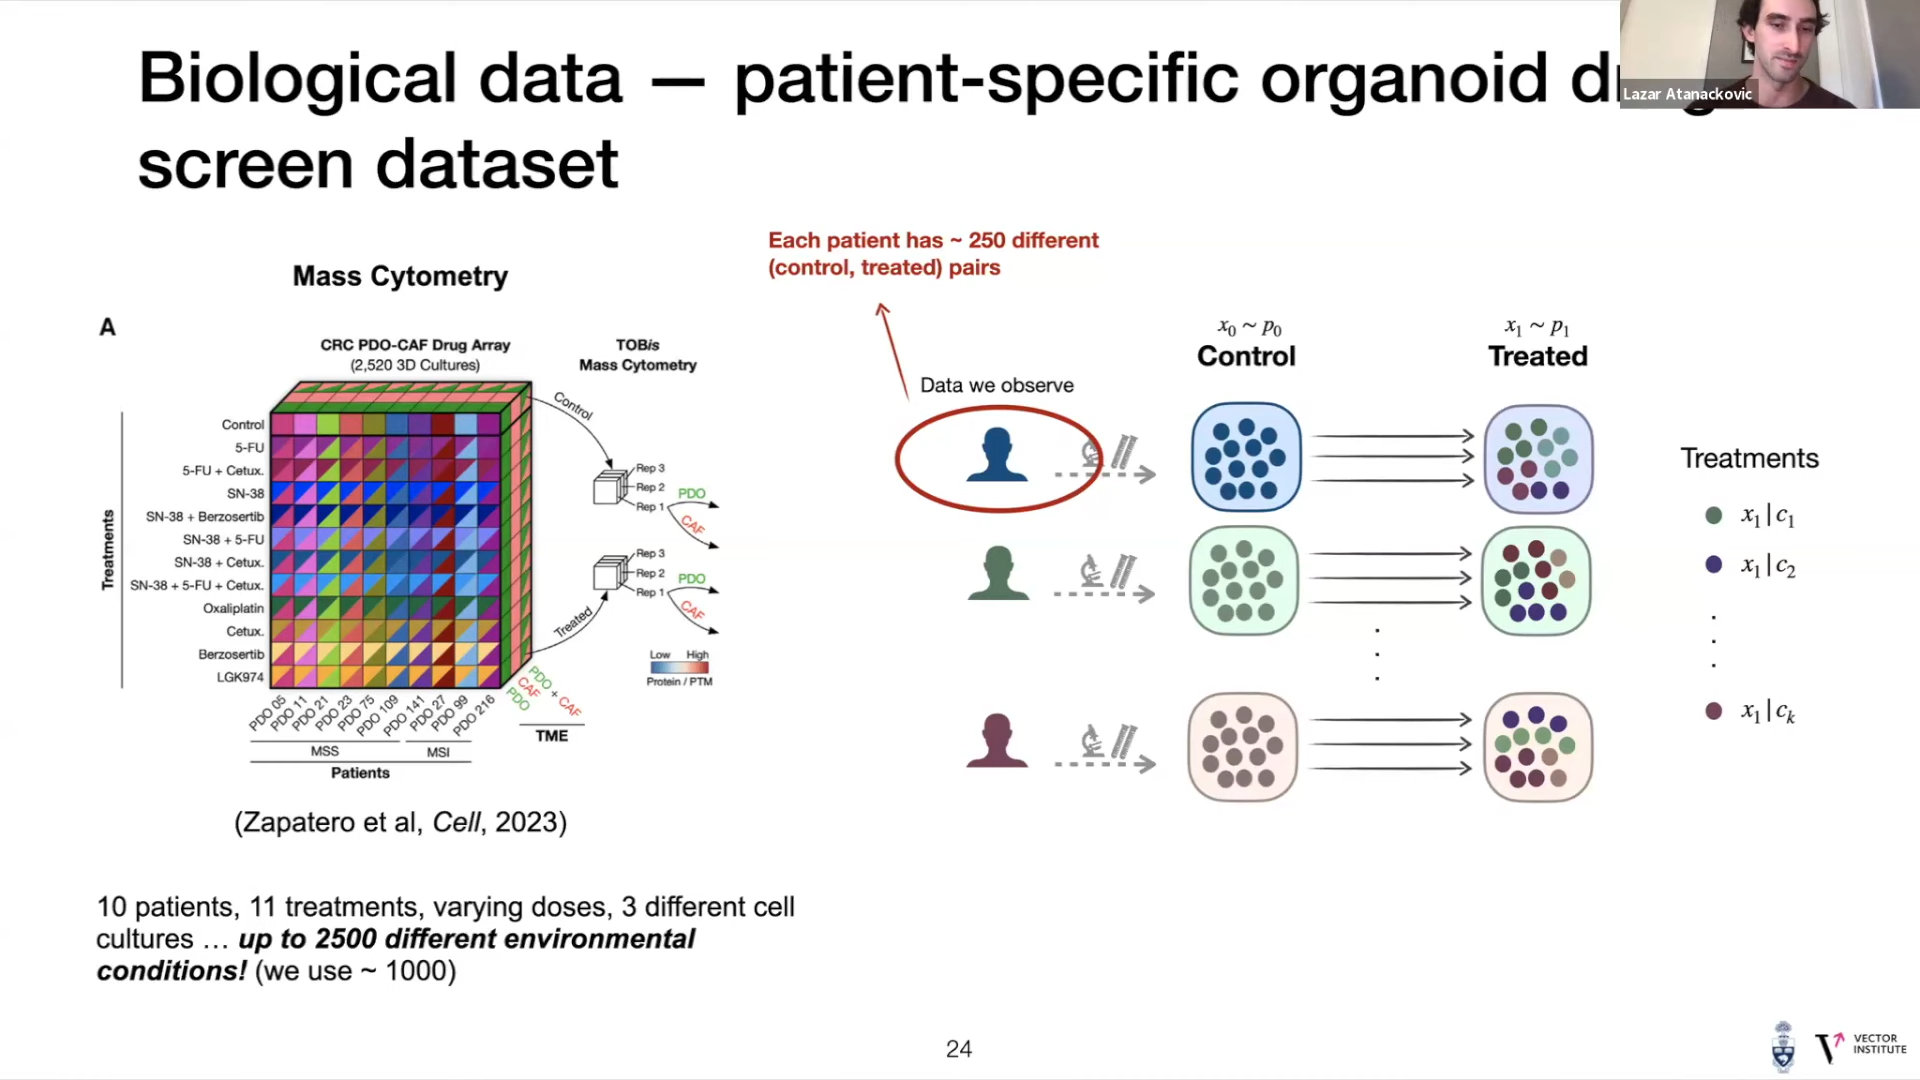 Biological data — patient-specific organoid
screen dataset
Lazar Atanackovic
Each patient has ~ 250 different
(control, treated) pairs
Mass Cytometry
A
CRC PDO-CAF Drug Array
(2,520 3D Cultures)
TOBis
Mass Cytometry
Treatments
Control
5-FU
5-FU + Cetux.
SN-38
SN-38 + Berzosertib
SN-38 + 5-FU
SN-38 + Cetux.
SN-38 + 5-FU + Cetux.
Oxaliplatin
Cetux.
Berzosertib
LGK974
PDO 05
PDO 11
PDO 21
PDO 23
PDO 75
PDO 109
PDO 141
PDO 27
PDO 99
PDO 216
MSS
MSI
Patients
PDO
CAF
PDO + CAF
TME
Control
Rep 3
Rep 2
Rep 1
PDO
CAF
Treated
Rep 3
Rep 2
Rep 1
PDO
CAF
Low High
Protein / PTM
(Zapatero et al, Cell, 2023)
10 patients, 11 treatments, varying doses, 3 different cell
cultures … up to 2500 different environmental
conditions! (we use ~ 1000)
Data we observe
x₀ ~ p₀
Control
x₁ ~ p₁
Treated
Treatments
x₁|c₁
x₁|c₂
x₁|cₖ
24
VECTOR
INSTITUTE